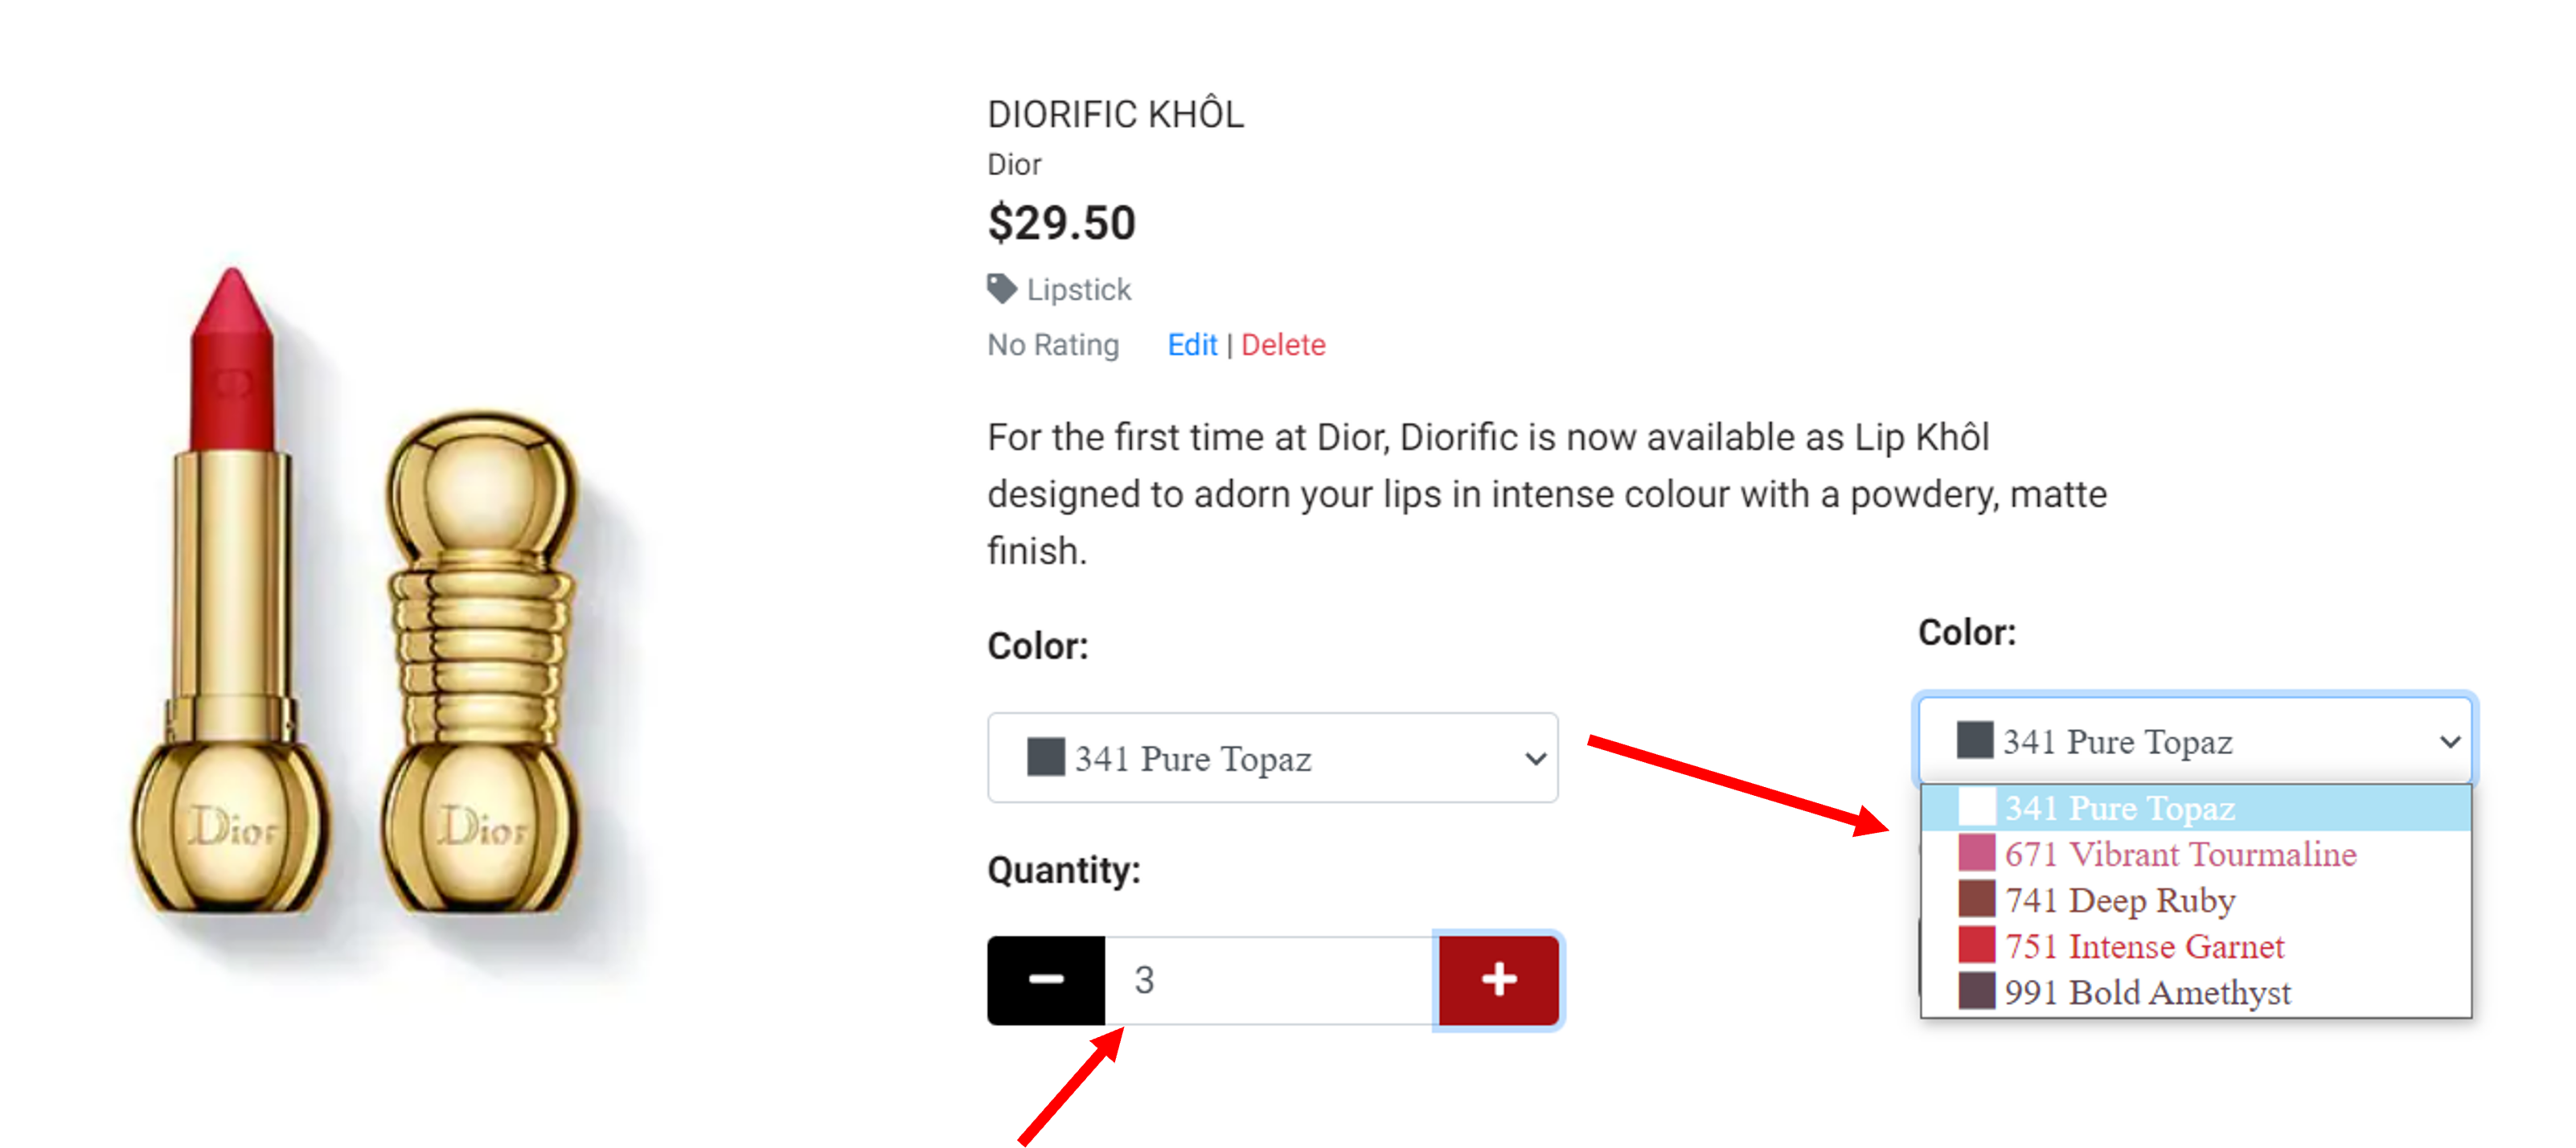 DIORIFIC KHÔL
Dior
$29.50
Lipstick
No Rating Edit | Delete
For the first time at Dior, Diorific is now available as Lip Khôl
designed to adorn your lips in intense colour with a powdery, matte
finish.
Color:
341 Pure Topaz
Quantity:
3
Color:
341 Pure Topaz
341 Pure Topaz
671 Vibrant Tourmaline
741 Deep Ruby
751 Intense Garnet
991 Bold Amethyst
Dior
Dior